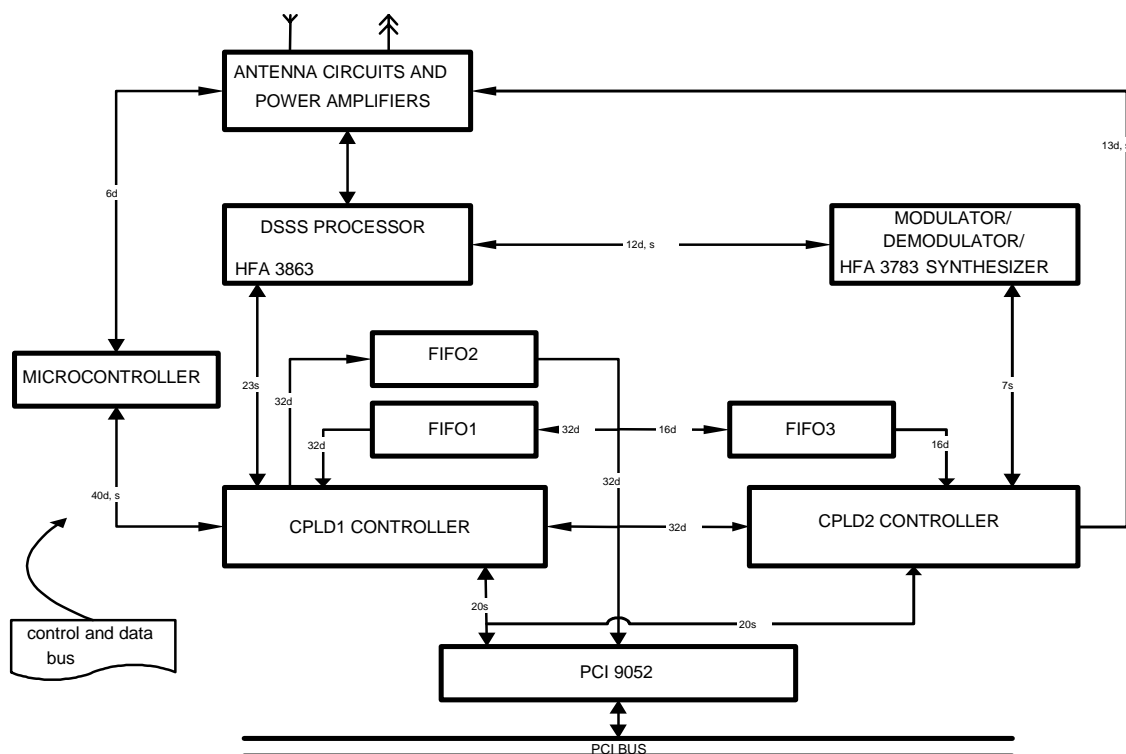 ANTENNA CIRCUITS AND
POWER AMPLIFIERS
13d, s
6d
DSSS PROCESSOR
HFA 3863
12d, s
MODULATOR/
DEMODULATOR/
HFA 3783 SYNTHESIZER
MICROCONTROLLER
FIFO2
23s
32d
7s
FIFO1
32d
16d
FIFO3
32d
16d
32d
40d, s
CPLD1 CONTROLLER
32d
CPLD2 CONTROLLER
20s
20s
control and data
bus
PCI 9052
PCI BUS